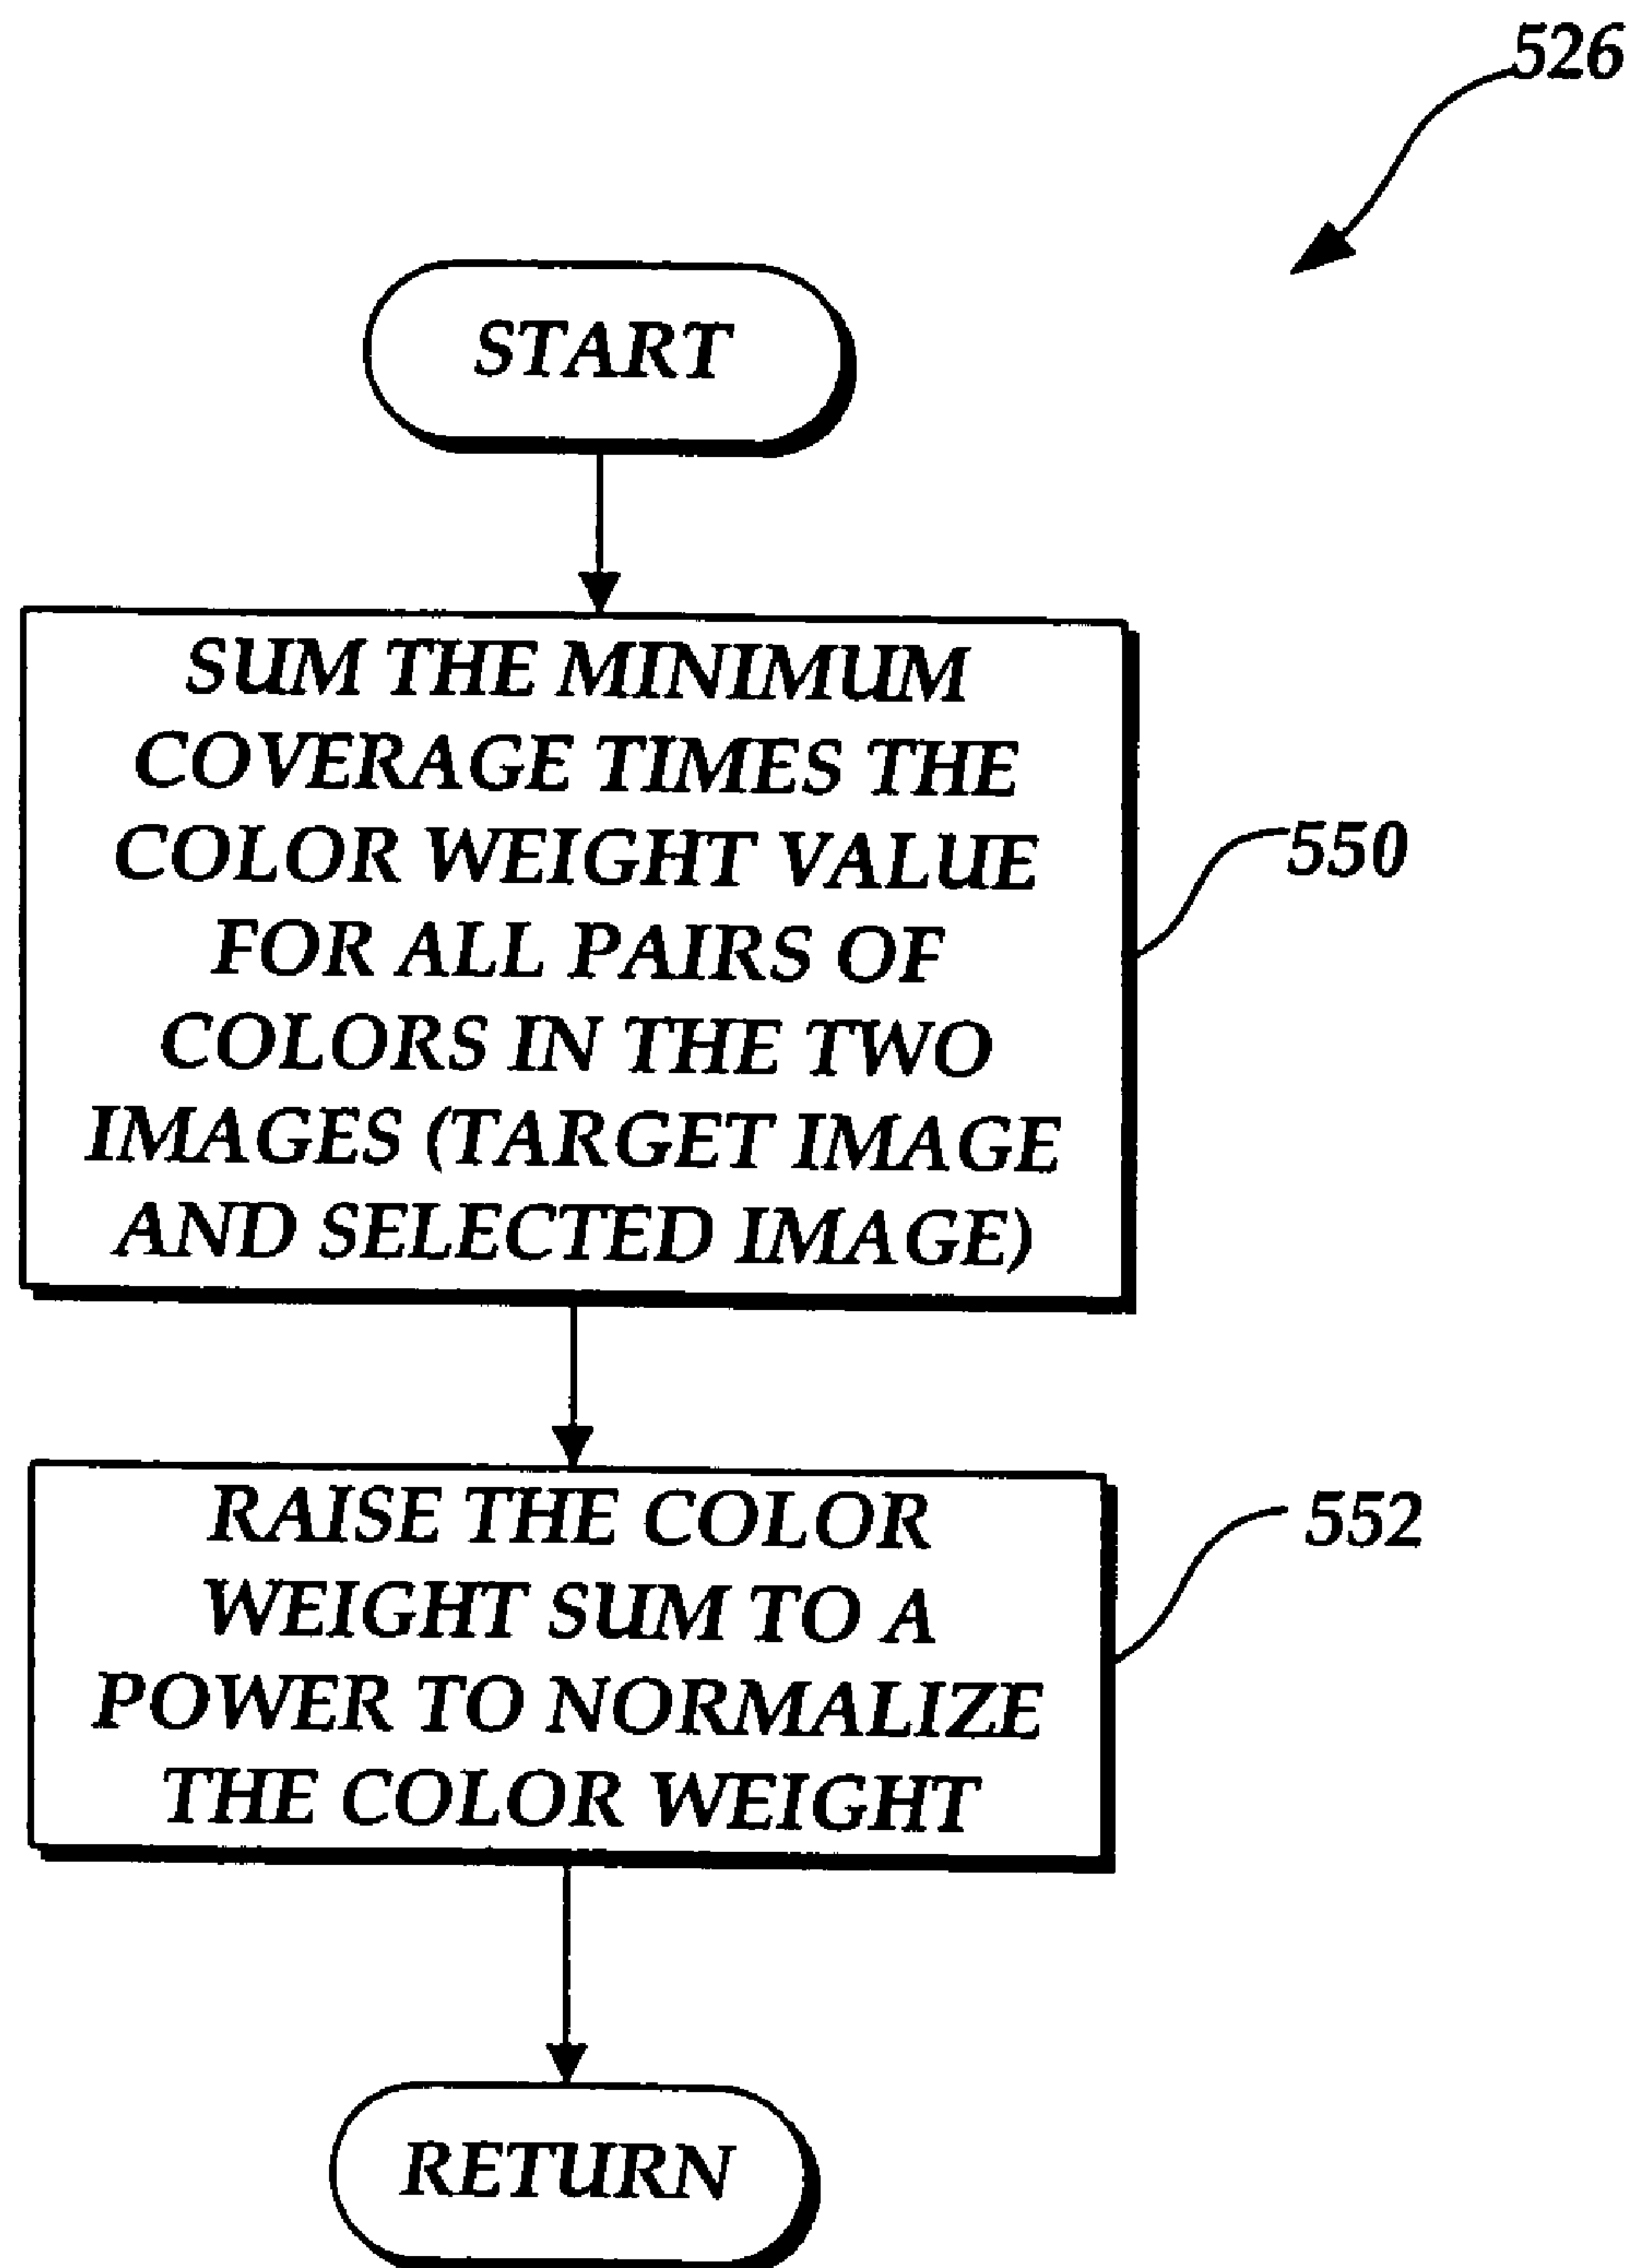 526
START
SUM THE MINIMUM
COVERAGE TIMES THE
COLOR WEIGHT VALUE
FOR ALL PAIRS OF
COLORS IN THE TWO
IMAGES (TARGET IMAGE
AND SELECTED IMAGE)
550
RAISE THE COLOR
WEIGHT SUM TO A
POWER TO NORMALIZE
THE COLOR WEIGHT
552
RETURN